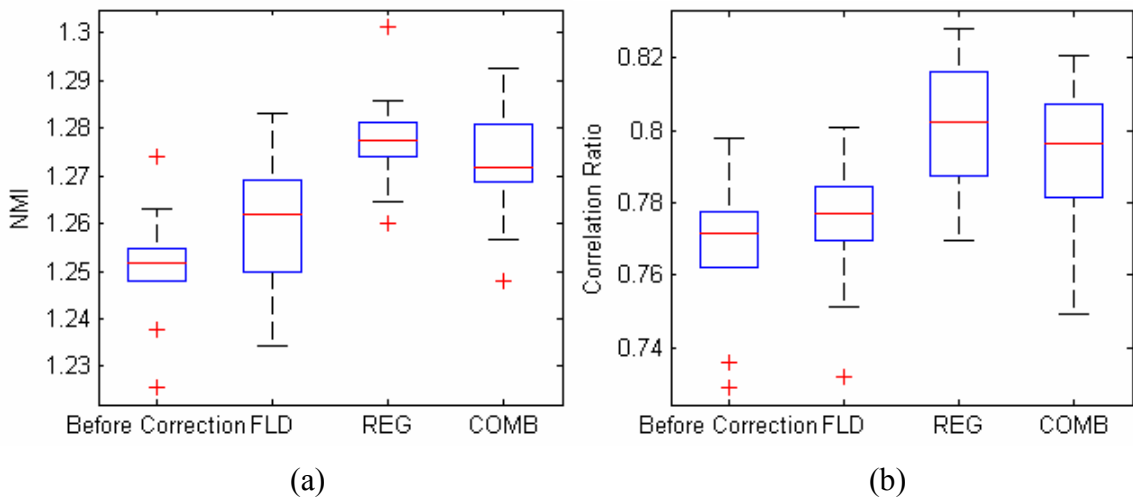 1.3
1.29
1.28
1.27
1.26
1.25
1.24
1.23
NMI
Before Correction FLD REG COMB
(a)
0.82
0.8
0.78
0.76
0.74
Correlation Ratio
Before Correction FLD REG COMB
(b)